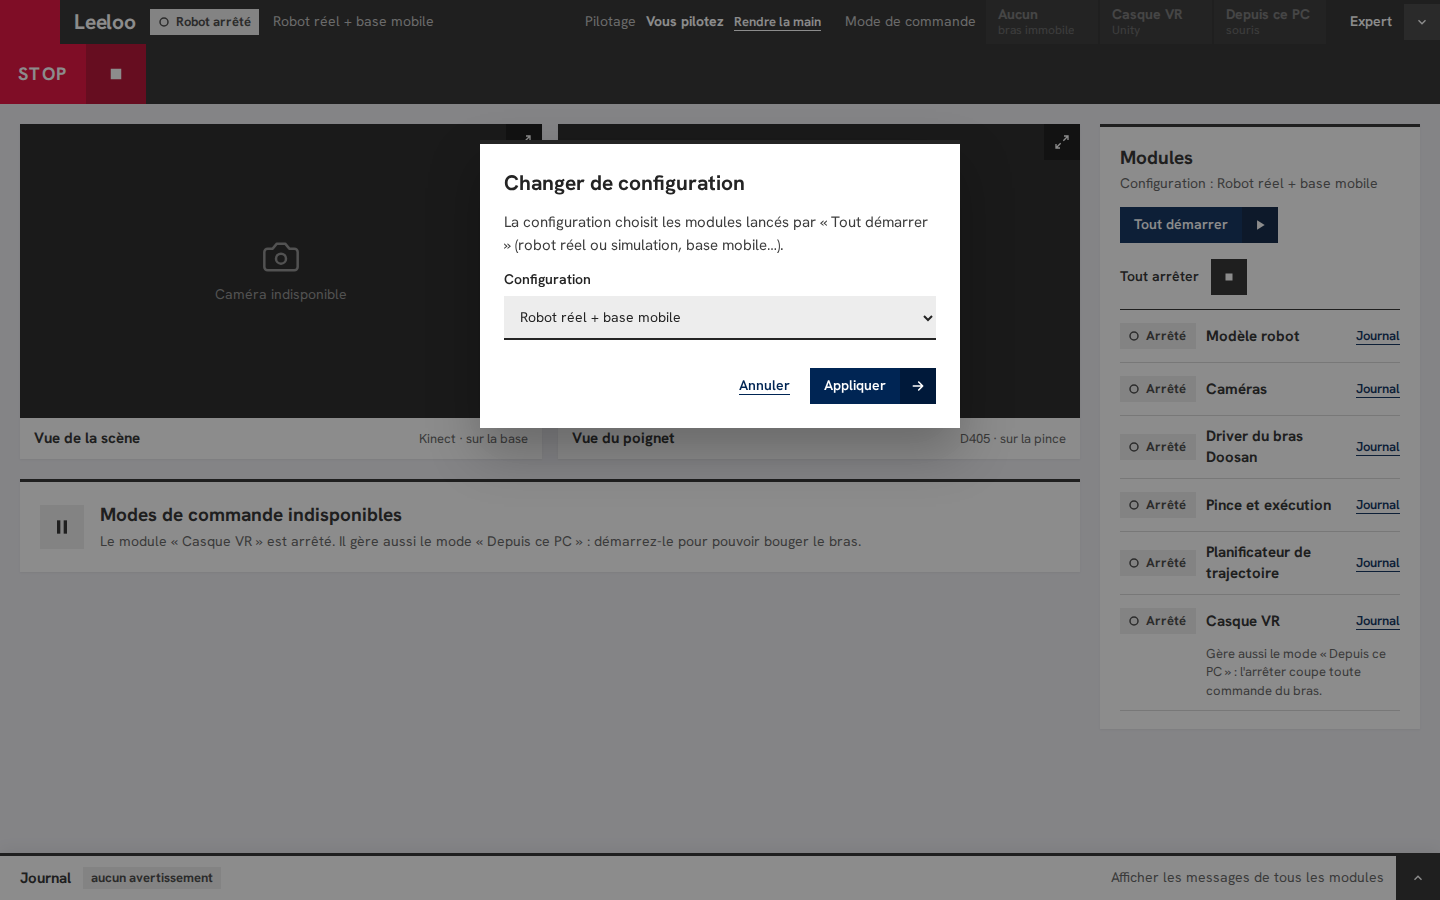 Leeloo
Robot arrêté
Robot réel + base mobile
Pilotage Vous pilotez Rendre la main
Mode de commande
Aucun
bras immobile
Casque VR
Unity
Depuis ce PC
souris
Expert
STOP
Changer de configuration
La configuration choisit les modules lancés par « Tout démarrer
» (robot réel ou simulation, base mobile…).
Configuration
Robot réel + base mobile
Annuler
Appliquer
Caméra indisponible
Vue de la scène
Kinect · sur la base
Vue du poignet
D405 · sur la pince
Modes de commande indisponibles
Le module « Casque VR » est arrêté. Il gère aussi le mode « Depuis ce PC » : démarrez-le pour pouvoir bouger le bras.
Modules
Configuration : Robot réel + base mobile
Tout démarrer
Tout arrêter
Arrêté Modèle robot Journal
Arrêté Caméras Journal
Arrêté Driver du bras
Doosan Journal
Arrêté Pince et exécution Journal
Arrêté Planificateur de
trajectoire Journal
Arrêté Casque VR Journal
Gère aussi le mode « Depuis ce
PC » : l'arrêter coupe toute
commande du bras.
Journal
aucun avertissement
Afficher les messages de tous les modules